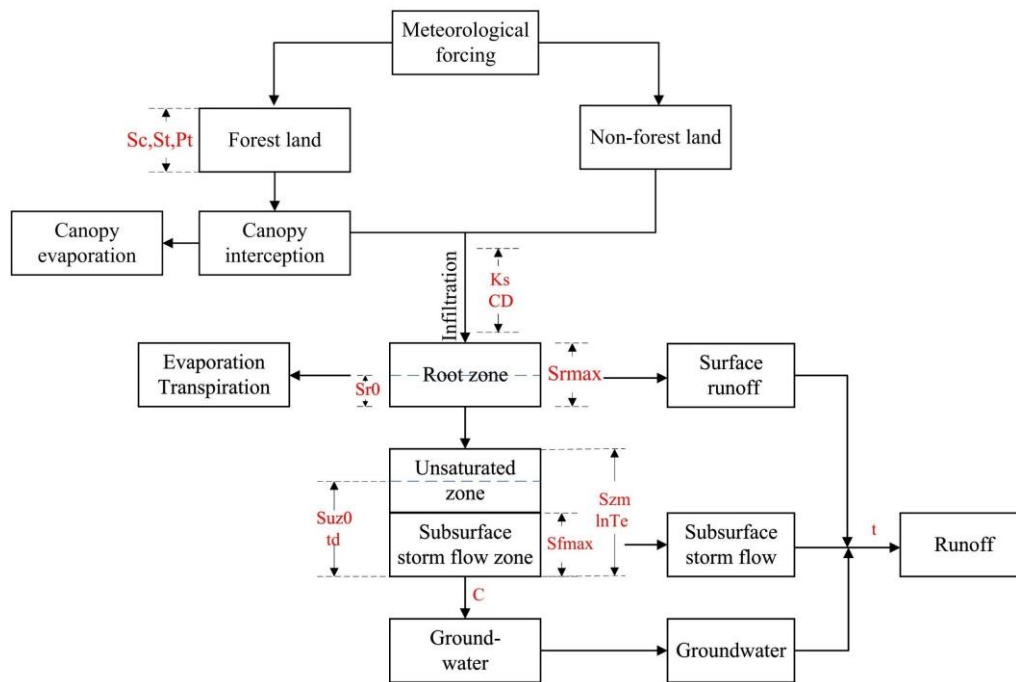 Meteorological
forcing
Sc,St,Pt
Forest land
Non-forest land
Canopy
evaporation
Canopy
interception
Infiltration
Ks
CD
Evaporation
Transpiration
Sr0
Root zone
Srmax
Surface
runoff
Unsaturated
zone
Suz0
td
Szm
lnTe
Subsurface
storm flow zone
Sfmax
Subsurface
storm flow
t
Runoff
C
Ground-
water
Groundwater